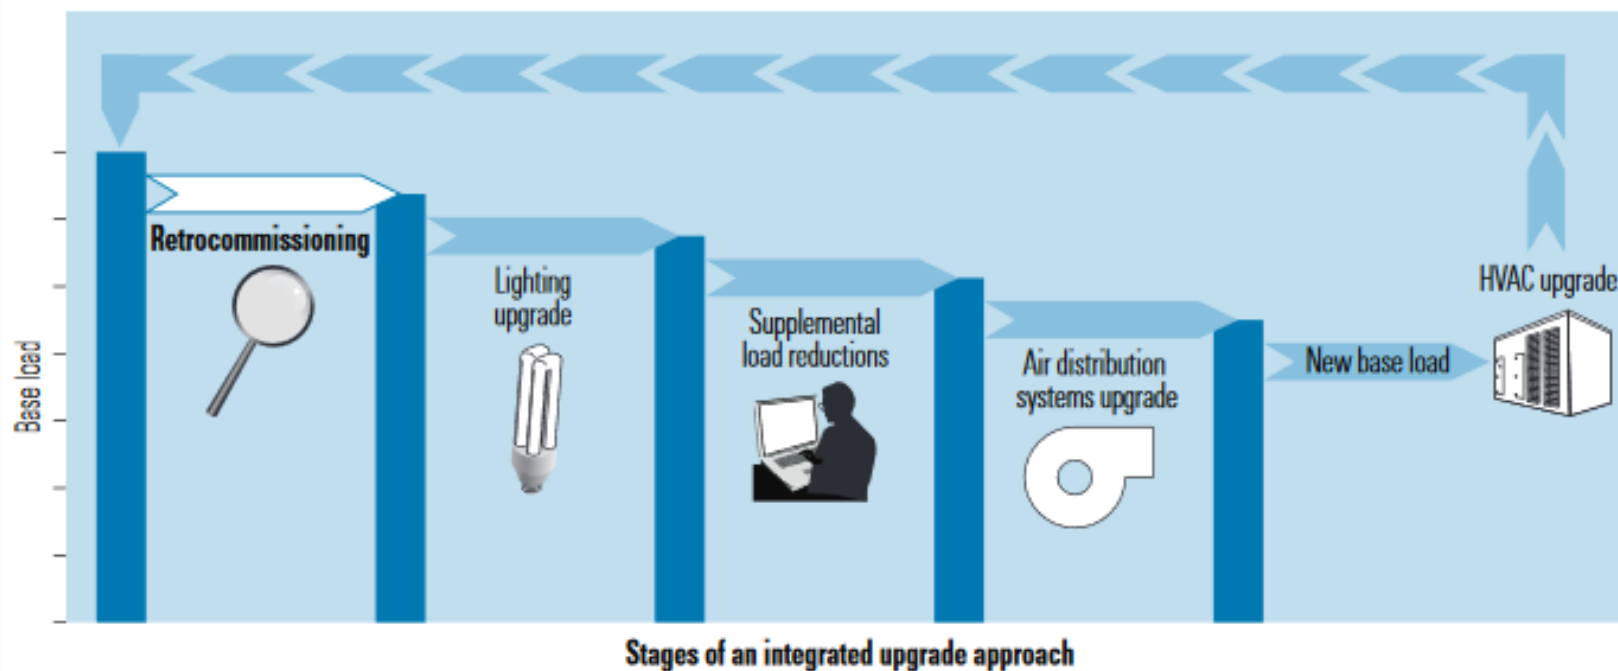 Retrocommissioning
Lighting
upgrade
Supplemental
load reductions
Air distribution
systems upgrade
New base load
HVAC upgrade
Base load
Stages of an integrated upgrade approach